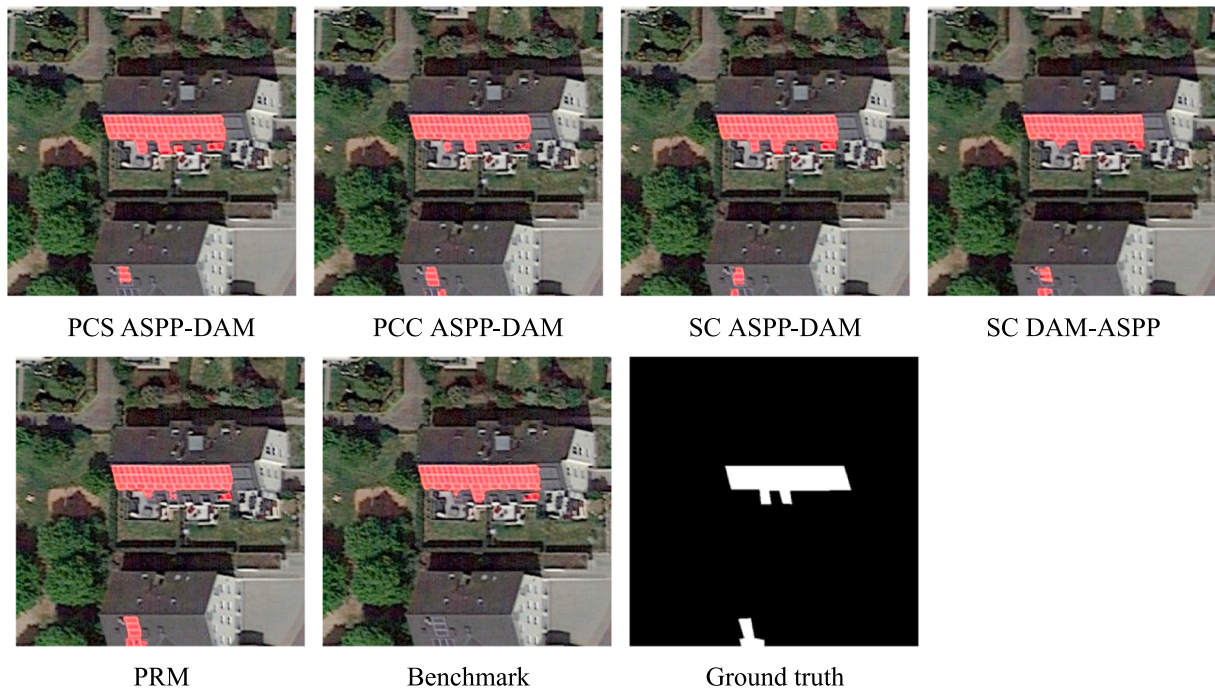 PCS ASPP-DAM
PCC ASPP-DAM
SC ASPP-DAM
SC DAM-ASPP
PRM
Benchmark
Ground truth